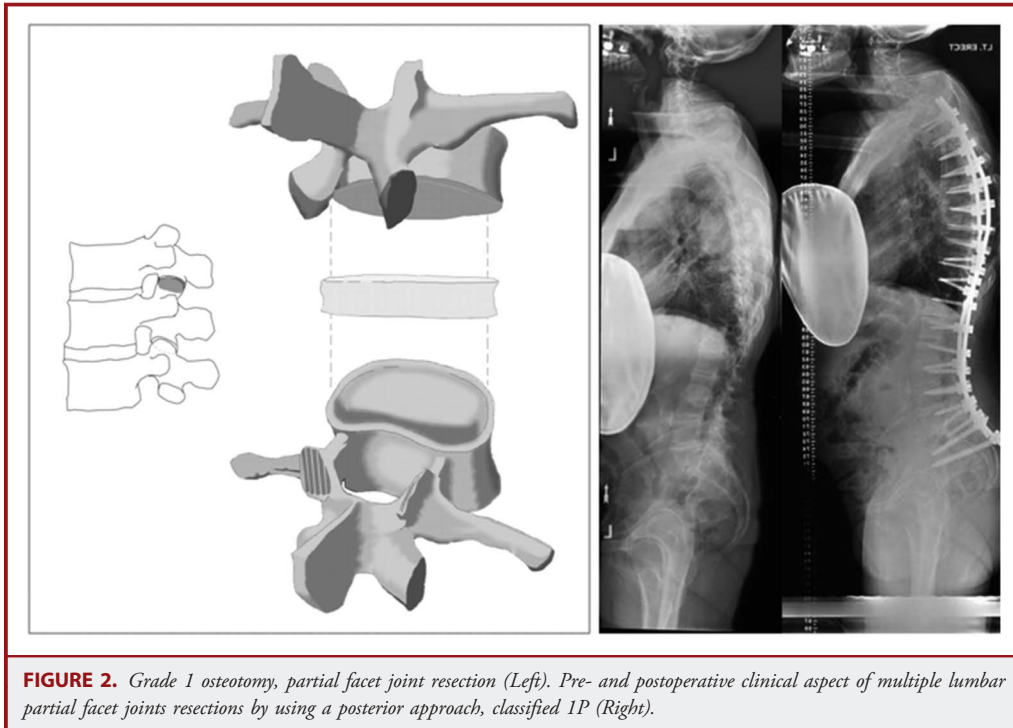 LT. ERECT
L
L
FIGURE 2. Grade 1 osteotomy, partial facet joint resection (Left). Pre- and postoperative clinical aspect of multiple lumbar
partial facet joints resections by using a posterior approach, classified 1P (Right).